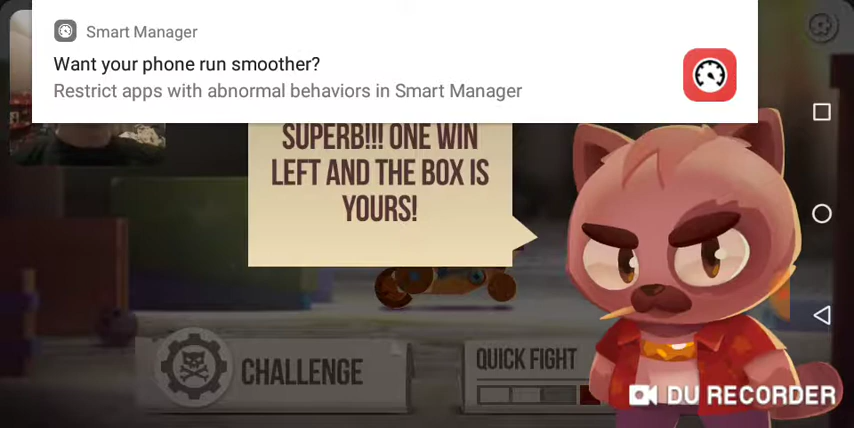 Smart Manager
Want your phone run smoother?
Restrict apps with abnormal behaviors in Smart Manager
SUPERB!!! ONE WIN
LEFT AND THE BOX IS
YOURS!
CHALLENGE
QUICK FIGHT
DU RECORDER